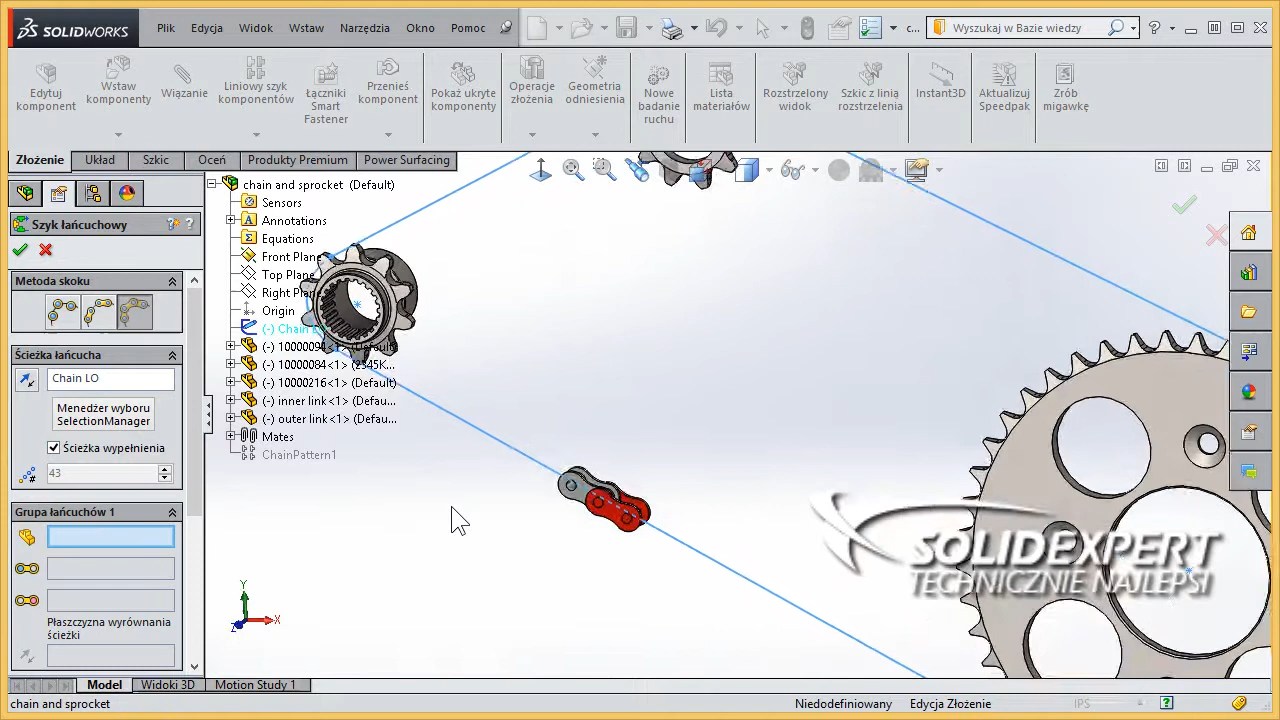 SOLIDWORKS
Plik Edycja Widok Wstaw Narzędzia Okno Pomoc
c...
Wyszukaj w Bazie wiedzy
Edytuj komponent
Wstaw komponenty
Wiązanie
Liniowy szyk komponentów
Łączniki Smart Fastener
Przenieś komponent
Pokaż ukryte komponenty
Operacje złożenia
Geometria odniesienia
Nowe badanie ruchu
Lista materiałów
Rozstrzelony widok
Szkic z linią rozstrzelenia
Instant3D
Aktualizuj Speedpak
Zrób migawkę
Złożenie Układ Szkic Oceń Produkty Premium Power Surfacing
Szyk łańcuchowy
Metoda skoku
Ścieżka łańcucha
Chain LO
Menedżer wyboru
SelectionManager
Ścieżka wypełnienia
43
Grupa łańcuchów 1
Płaszczyzna wyrównania
ścieżki
chain and sprocket (Default)
Sensors
Annotations
Equations
Front Plane
Top Plane
Right
Origin
(-) Chain
(-) 10000094<1> (Default)
(-) 10000084<1> (2545K...
(-) 10000216<1> (Default)
(-) inner link<1> (Defau...
(-) outer link<1> (Defau...
Mates
ChainPattern1
Y
X
Z
SOLIDEXPERT
TECHNICZNIE NAJLEPSI
Model Widoki 3D Motion Study 1
chain and sprocket
Niedodefiniowany
Edycja Złożenie
IPS